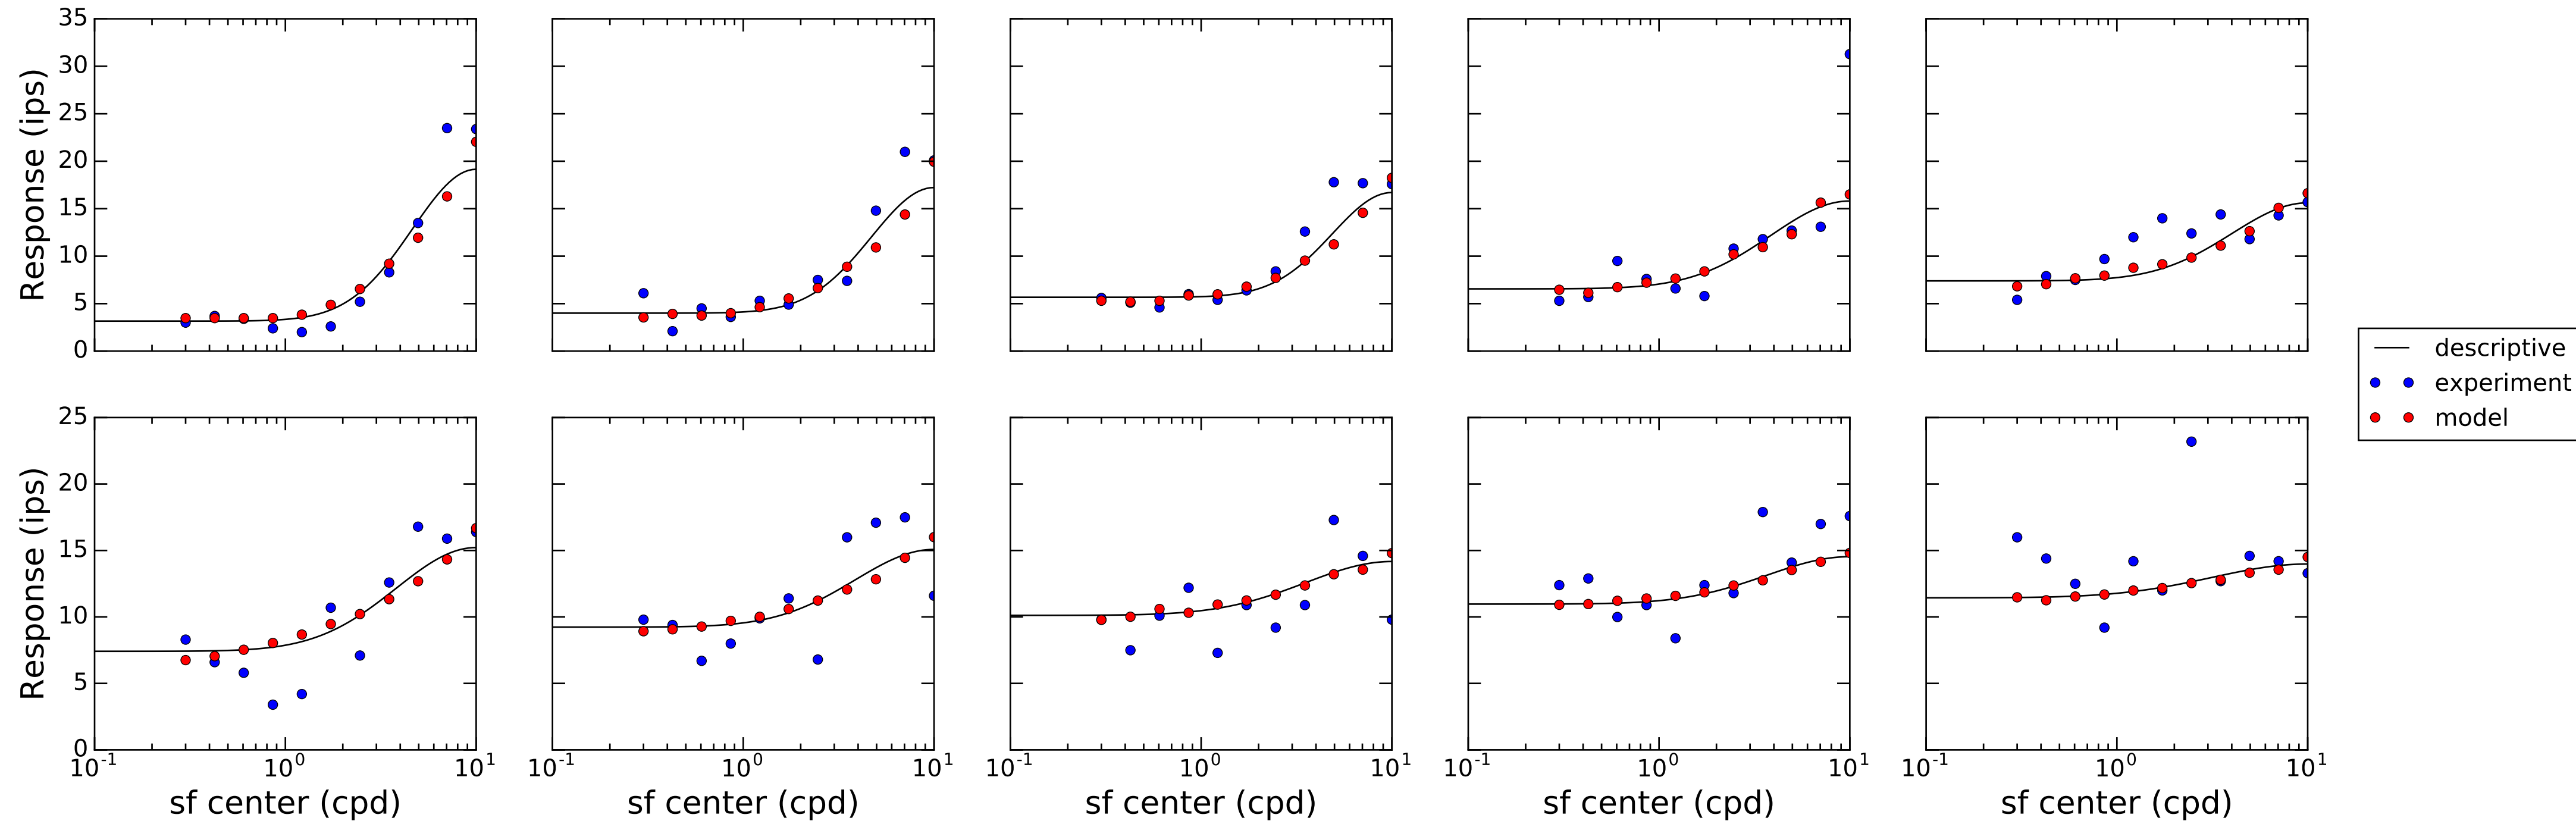 Response (ips)
35
30
25
20
15
10
5
0
descriptive
experiment
model
Response (ips)
25
20
15
10
5
0
10^-1 10^0 10^1
10^-1 10^0 10^1
10^-1 10^0 10^1
10^-1 10^0 10^1
10^-1 10^0 10^1
sf center (cpd)
sf center (cpd)
sf center (cpd)
sf center (cpd)
sf center (cpd)